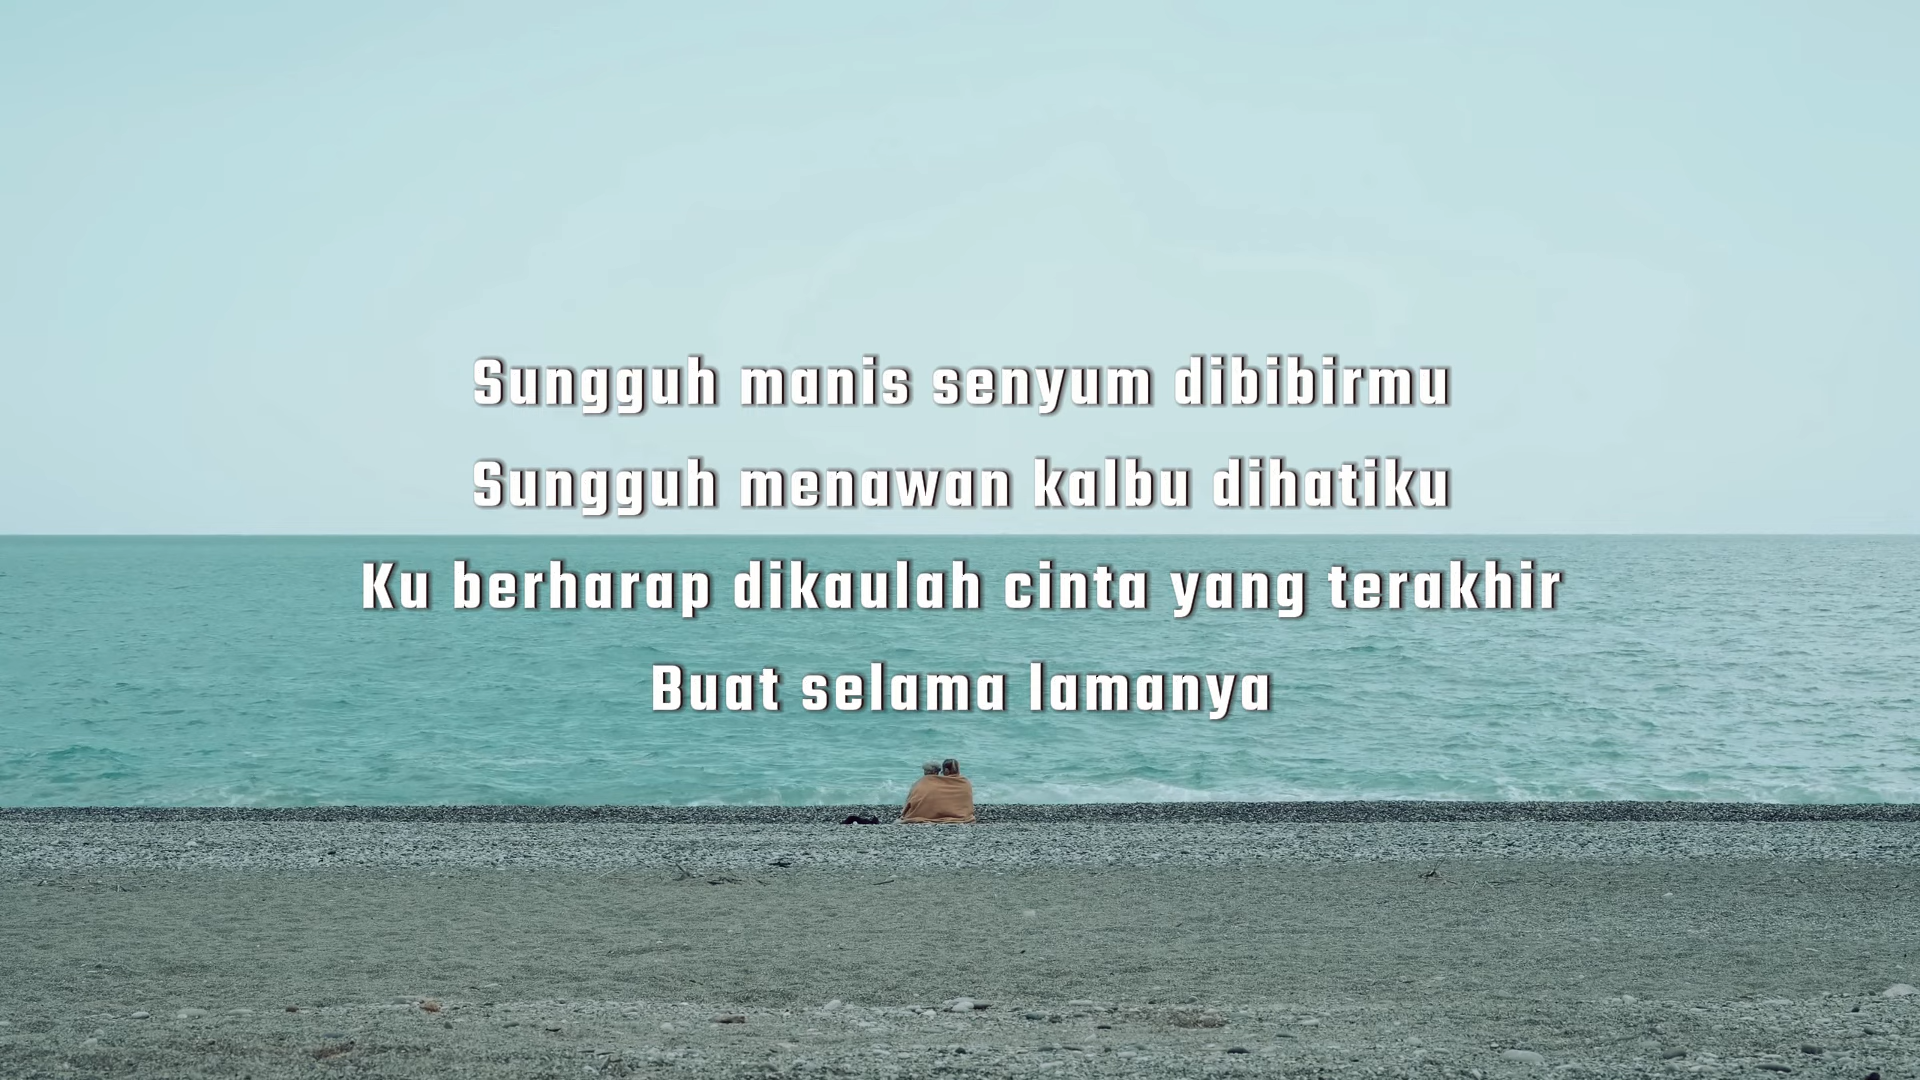 Sungguh manis senyum dibibirmu
Sungguh menawan kalbu dihatiku
Ku berharap dikaulah cinta yang terakhir
Buat selama lamanya